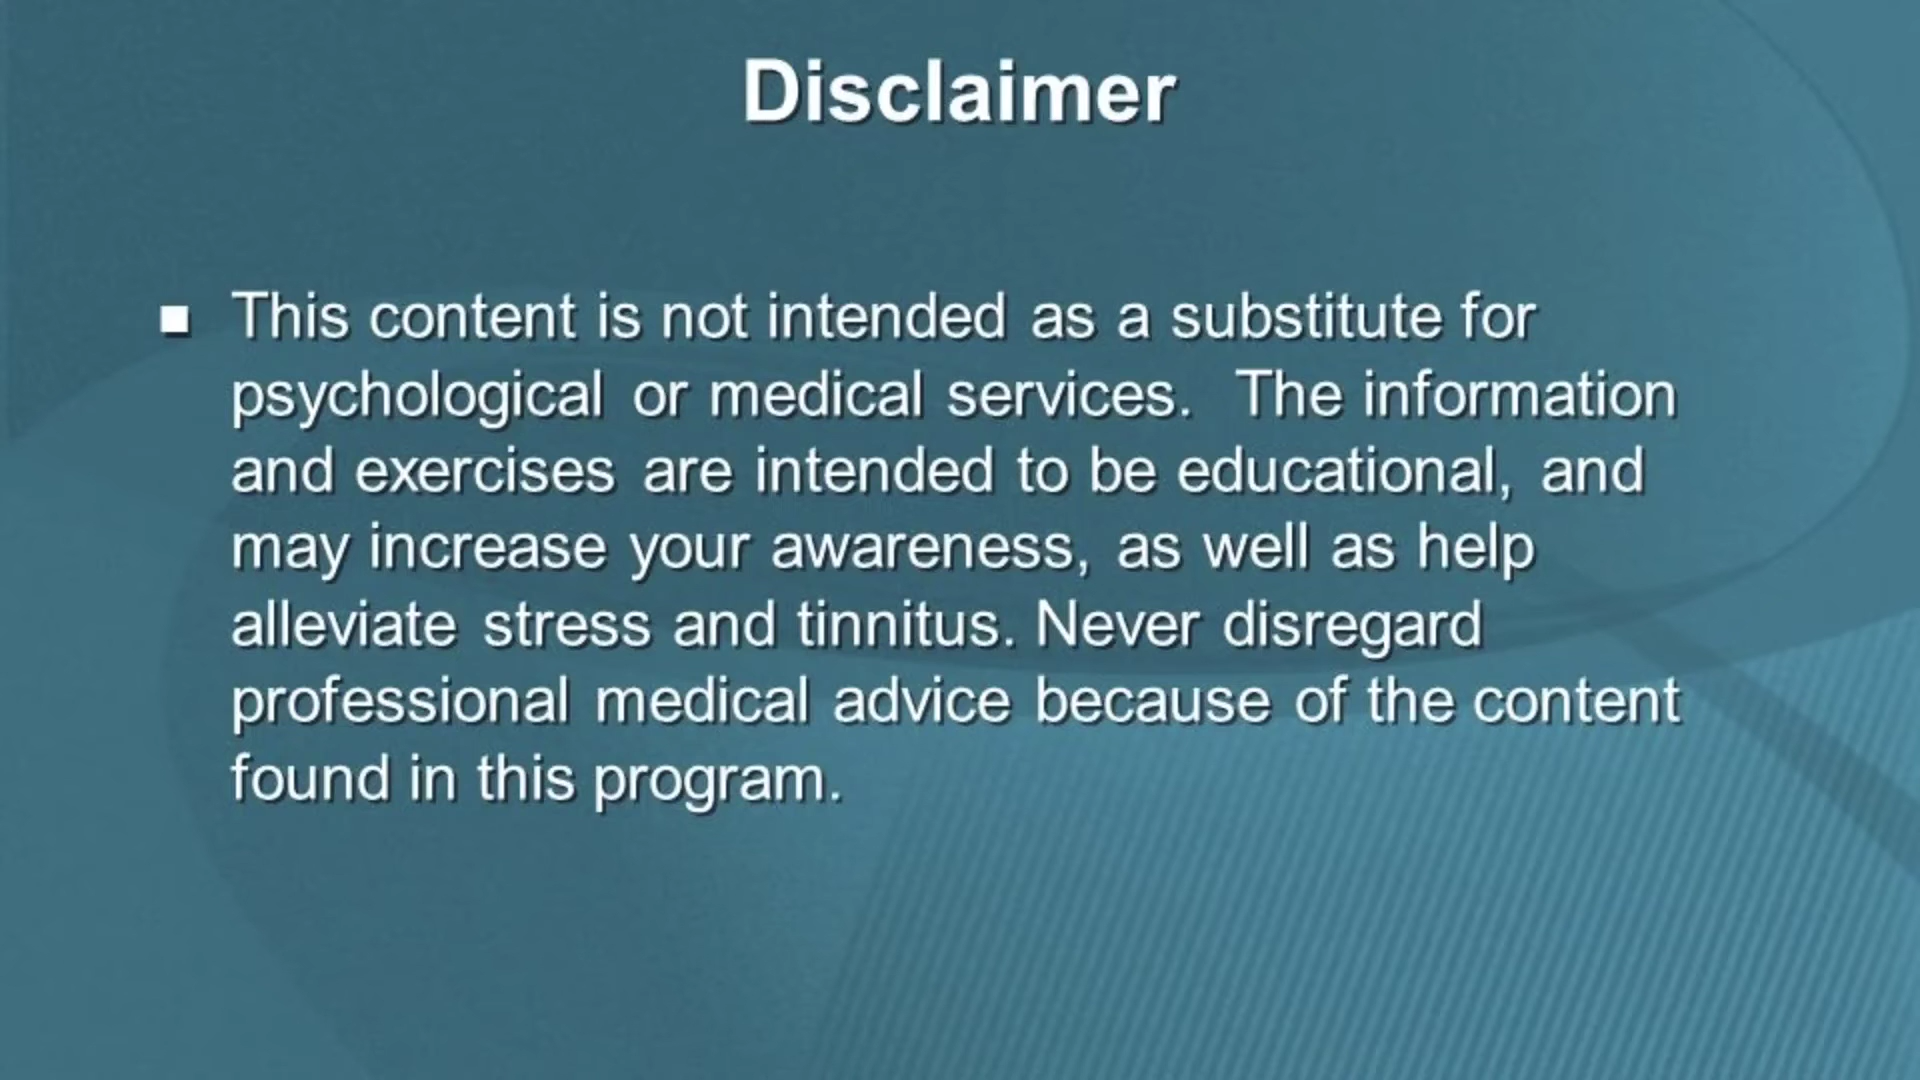 Disclaimer
This content is not intended as a substitute for
psychological or medical services. The information
and exercises are intended to be educational, and
may increase your awareness, as well as help
alleviate stress and tinnitus. Never disregard
professional medical advice because of the content
found in this program.